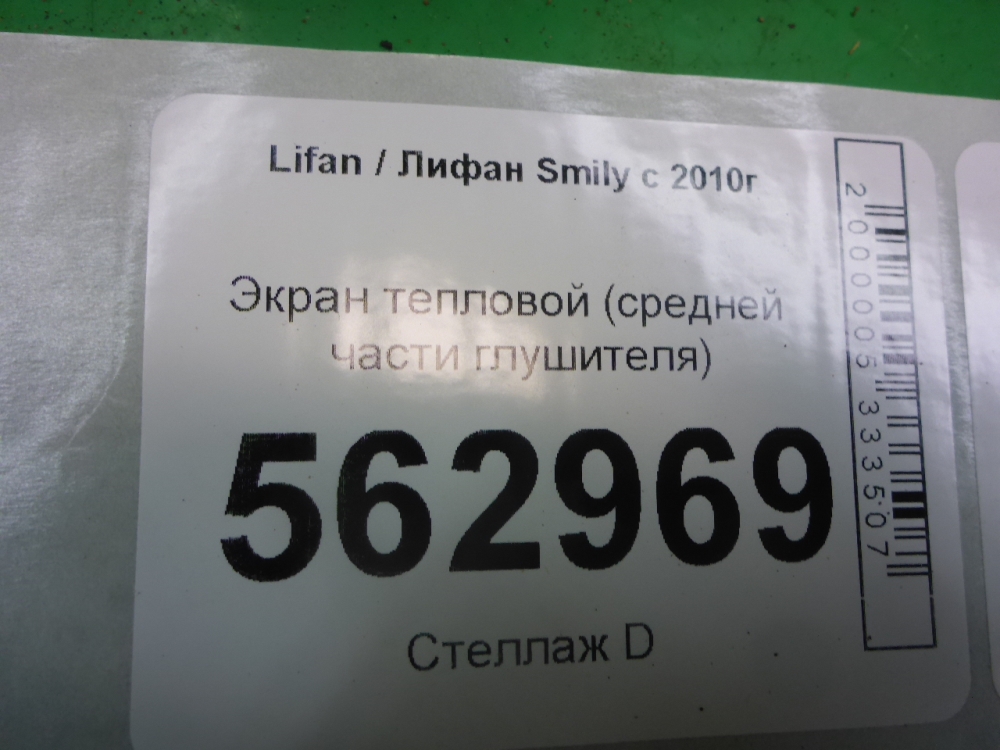 Lifan / Лифан Smily с 2010г
Экран тепловой (средней
части глушителя)
562969
Стеллаж D
2000005333507